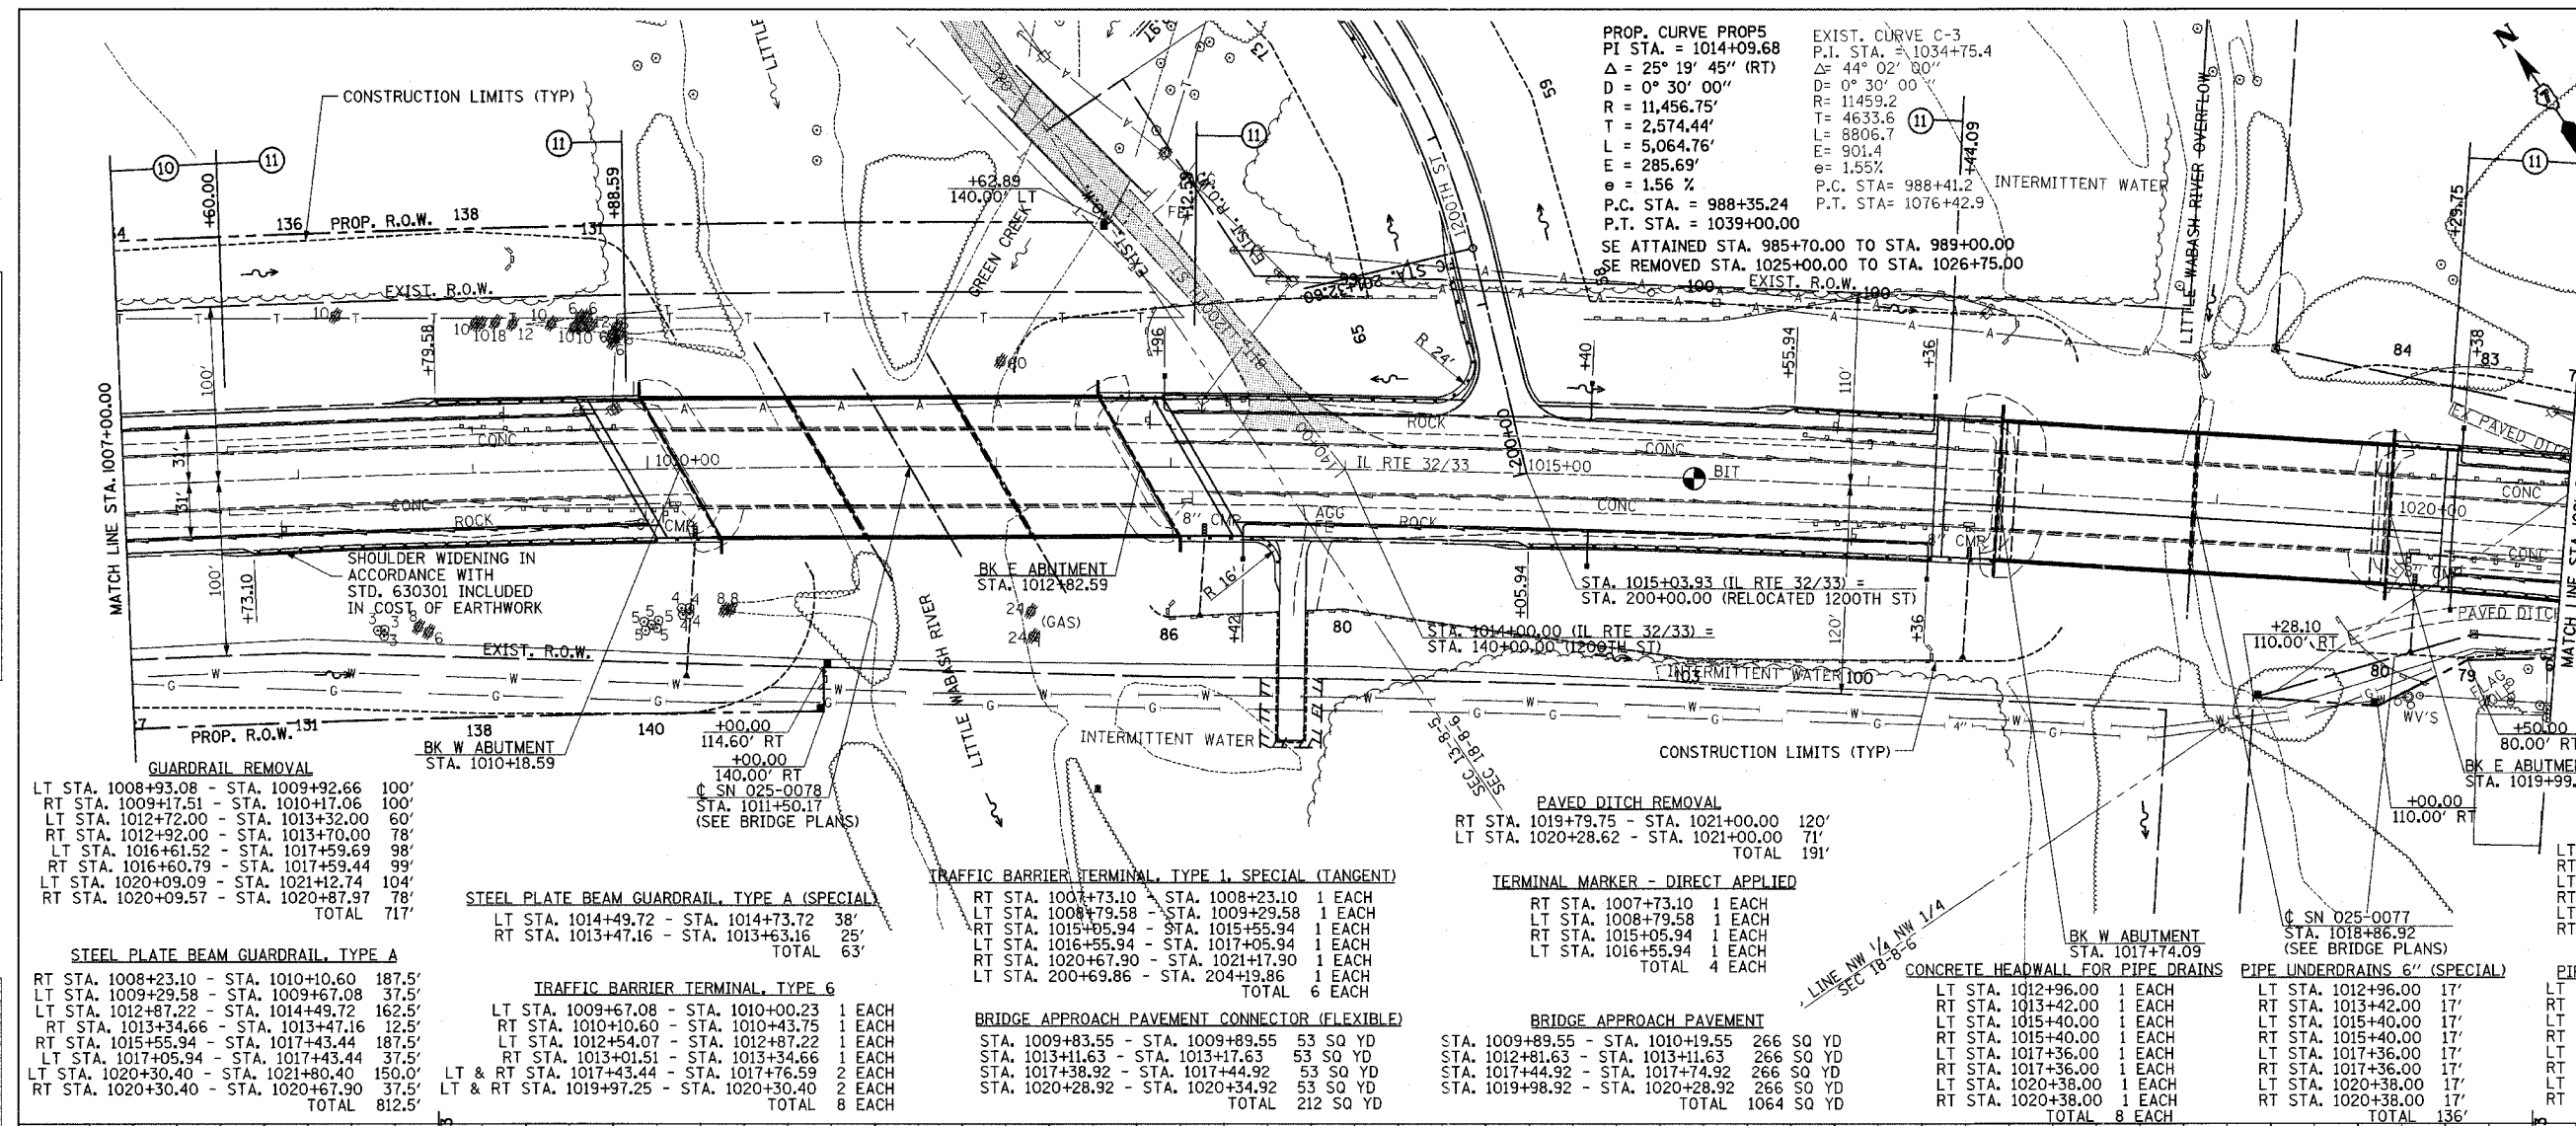 PROP. CURVE PROP5
PI STA. = 1014+09.68
Δ = 25° 19' 45" (RT)
D = 0° 30' 00"
R = 11,456.75'
T = 2,574.44'
L = 5,064.76'
E = 285.69'
e = 1.56 %
P.C. STA. = 988+35.24
P.T. STA. = 1039+00.00
SE ATTAINED STA. 985+70.00 TO STA. 989+00.00
SE REMOVED STA. 1025+00.00 TO STA. 1026+75.00
EXIST. CURVE C-3
P.I. STA. = 1034+75.4
Δ= 44° 02' 00"
D= 0° 30' 00"
R= 11459.2
T= 4633.6
L= 8806.7
E= 901.4
e= 1.55%
P.C. STA= 988+41.2
P.T. STA= 1076+42.9
INTERMITTENT WATER
LITTLE WABASH RIVER OVERFLOW
N
CONSTRUCTION LIMITS (TYP)
10
11
11
11
11
11
+60.00
+88.59
+12.59
+44.09
+29.75
136
PROP. R.O.W.
138
131
+62.89
140.00' LT
GREEN CREEK
LITTLE
EXIST. R.O.W.
EXIST. R.O.W.
EXIST. R.O.W.
EXIST. R.O.W.
1200TH ST
73
59
65
100
100
84
83
R 24'
+79.58
+96
+40
+55.94
+36
+38
100'
110'
MATCH LINE STA. 1007+00.00
31'
31'
CONC
1010+00
IL RTE 32/33
1015+00
200+00
140+00
CONC
BIT
ROCK
1020+00
CONC
EX PAVED DITCH
CONC
ROCK
8" CMP
AGG
FE
ROCK
CONC
8" CMP
CONC
PAVED DITCH
SHOULDER WIDENING IN
ACCORDANCE WITH
STD. 630301 INCLUDED
IN COST OF EARTHWORK
100'
+73.10
BK E ABUTMENT
STA. 1012+82.59
R 16'
+05.94
STA. 1015+03.93 (IL RTE 32/33) =
STA. 200+00.00 (RELOCATED 1200TH ST)
STA. 1014+00.00 (IL RTE 32/33) =
STA. 140+00.00 (1200TH ST)
(GAS)
86
+42
80
120'
+36
+28.10
110.00' RT
80
79
EXIST. R.O.W.
LITTLE WABASH RIVER
INTERMITTENT WATER
103
100
PROP. R.O.W.
131
138
140
BK W ABUTMENT
STA. 1010+18.59
+00.00
114.60' RT
+00.00
140.00' RT
℄ SN 025-0078
STA. 1011+50.17
(SEE BRIDGE PLANS)
INTERMITTENT WATER
SEC 13-8-5
SEC 18-8-6
CONSTRUCTION LIMITS (TYP)
WV'S
+50.00
80.00' RT
BK E ABUTMEN
STA. 1019+99.
+00.00
110.00' RT
LINE NW 1/4 NW 1/4
SEC 18-8-6
BK W ABUTMENT
STA. 1017+74.09
℄ SN 025-0077
STA. 1018+86.92
(SEE BRIDGE PLANS)
GUARDRAIL REMOVAL
LT STA. 1008+93.08 - STA. 1009+92.66 100'
RT STA. 1009+17.51 - STA. 1010+17.06 100'
LT STA. 1012+72.00 - STA. 1013+32.00 60'
RT STA. 1012+92.00 - STA. 1013+70.00 78'
LT STA. 1016+61.52 - STA. 1017+59.69 98'
RT STA. 1016+60.79 - STA. 1017+59.44 99'
LT STA. 1020+09.09 - STA. 1021+12.74 104'
RT STA. 1020+09.57 - STA. 1020+87.97 78'
TOTAL 717'
STEEL PLATE BEAM GUARDRAIL, TYPE A
RT STA. 1008+23.10 - STA. 1010+10.60 187.5'
LT STA. 1009+29.58 - STA. 1009+67.08 37.5'
LT STA. 1012+87.22 - STA. 1014+49.72 162.5'
RT STA. 1013+34.66 - STA. 1013+47.16 12.5'
RT STA. 1015+55.94 - STA. 1017+43.44 187.5'
LT STA. 1017+05.94 - STA. 1017+43.44 37.5'
LT STA. 1020+30.40 - STA. 1021+80.40 150.0'
RT STA. 1020+30.40 - STA. 1020+67.90 37.5'
TOTAL 812.5'
STEEL PLATE BEAM GUARDRAIL, TYPE A (SPECIAL)
LT STA. 1014+49.72 - STA. 1014+73.72 38'
RT STA. 1013+47.16 - STA. 1013+63.16 25'
TOTAL 63'
TRAFFIC BARRIER TERMINAL, TYPE 6
LT STA. 1009+67.08 - STA. 1010+00.23 1 EACH
RT STA. 1010+10.60 - STA. 1010+43.75 1 EACH
LT STA. 1012+54.07 - STA. 1012+87.22 1 EACH
RT STA. 1013+01.51 - STA. 1013+34.66 1 EACH
LT & RT STA. 1017+43.44 - STA. 1017+76.59 2 EACH
LT & RT STA. 1019+97.25 - STA. 1020+30.40 2 EACH
TOTAL 8 EACH
TRAFFIC BARRIER TERMINAL, TYPE 1, SPECIAL (TANGENT)
RT STA. 1007+73.10 - STA. 1008+23.10 1 EACH
LT STA. 1008+79.58 - STA. 1009+29.58 1 EACH
RT STA. 1015+05.94 - STA. 1015+55.94 1 EACH
LT STA. 1016+55.94 - STA. 1017+05.94 1 EACH
RT STA. 1020+67.90 - STA. 1021+17.90 1 EACH
LT STA. 200+69.86 - STA. 204+19.86 1 EACH
TOTAL 6 EACH
BRIDGE APPROACH PAVEMENT CONNECTOR (FLEXIBLE)
STA. 1009+83.55 - STA. 1009+89.55 53 SQ YD
STA. 1013+11.63 - STA. 1013+17.63 53 SQ YD
STA. 1017+38.92 - STA. 1017+44.92 53 SQ YD
STA. 1020+28.92 - STA. 1020+34.92 53 SQ YD
TOTAL 212 SQ YD
PAVED DITCH REMOVAL
RT STA. 1019+79.75 - STA. 1021+00.00 120'
LT STA. 1020+28.62 - STA. 1021+00.00 71'
TOTAL 191'
TERMINAL MARKER - DIRECT APPLIED
RT STA. 1007+73.10 1 EACH
LT STA. 1008+79.58 1 EACH
RT STA. 1015+05.94 1 EACH
LT STA. 1016+55.94 1 EACH
TOTAL 4 EACH
BRIDGE APPROACH PAVEMENT
STA. 1009+89.55 - STA. 1010+19.55 266 SQ YD
STA. 1012+81.63 - STA. 1013+11.63 266 SQ YD
STA. 1017+44.92 - STA. 1017+74.92 266 SQ YD
STA. 1019+98.92 - STA. 1020+28.92 266 SQ YD
TOTAL 1064 SQ YD
CONCRETE HEADWALL FOR PIPE DRAINS
LT STA. 1012+96.00 1 EACH
RT STA. 1013+42.00 1 EACH
LT STA. 1015+40.00 1 EACH
RT STA. 1015+40.00 1 EACH
LT STA. 1017+36.00 1 EACH
RT STA. 1017+36.00 1 EACH
LT STA. 1020+38.00 1 EACH
RT STA. 1020+38.00 1 EACH
TOTAL 8 EACH
PIPE UNDERDRAINS 6" (SPECIAL)
LT STA. 1012+96.00 17'
RT STA. 1013+42.00 17'
LT STA. 1015+40.00 17'
RT STA. 1015+40.00 17'
LT STA. 1017+36.00 17'
RT STA. 1017+36.00 17'
LT STA. 1020+38.00 17'
RT STA. 1020+38.00 17'
TOTAL 136'